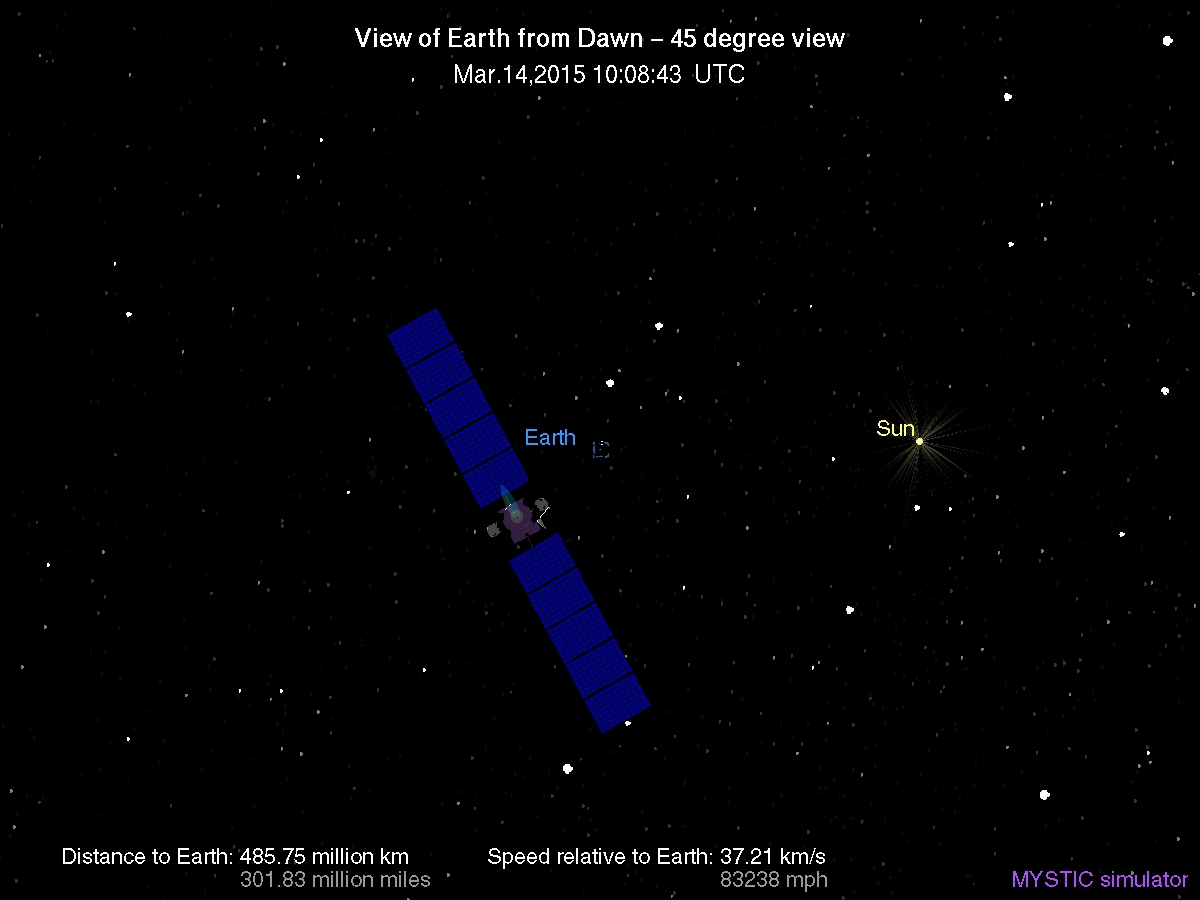 View of Earth from Dawn – 45 degree view
Mar.14,2015 10:08:43 UTC
Sun
Earth
Distance to Earth: 485.75 million km
301.83 million miles
Speed relative to Earth: 37.21 km/s
83238 mph
MYSTIC simulator